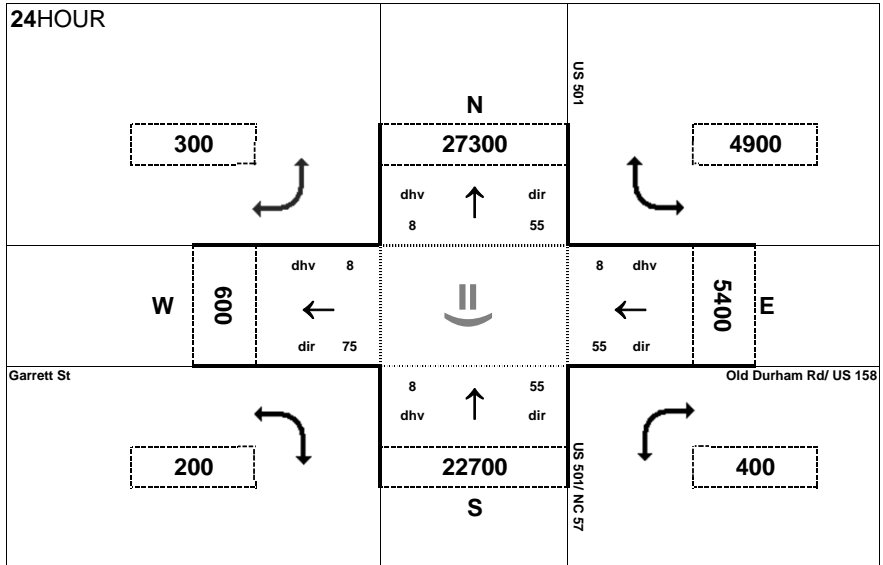 24HOUR
US 501
N
300
27300
4900
dhv
dir
8
55
dhv 8
8 dhv
W
600
5400
E
dir 75
55 dir
Garrett St
Old Durham Rd/ US 158
8
55
dhv
dir
200
22700
400
US 501/ NC 57
S